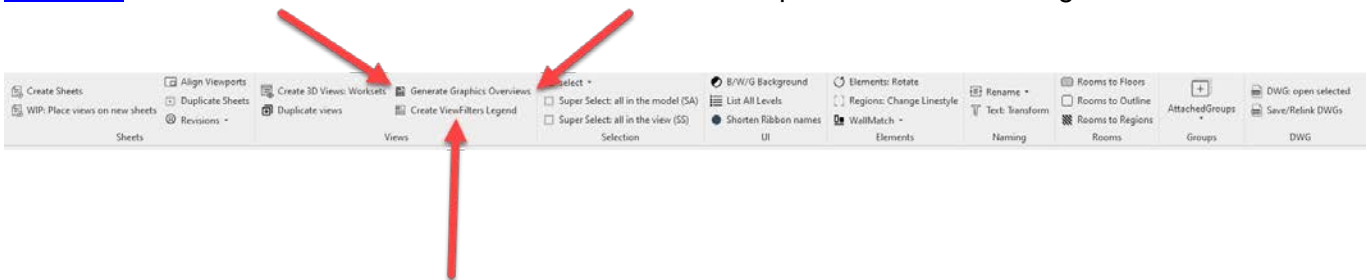 Create Sheets
WIP: Place views on new sheets
Align Viewports
Duplicate Sheets
Revisions
Sheets
Create 3D Views: Worksets
Duplicate views
Generate Graphics Overviews
Create ViewFilters Legend
Views
Super Select: all in the model (SA)
Super Select: all in the view (SS)
Selection
B/W/G Background
List All Levels
Shorten Ribbon names
UI
Elements: Rotate
Regions: Change Linestyle
WallMatch
Elements
Rename
Text: Transform
Naming
Rooms to Floors
Rooms to Outline
Rooms to Regions
Rooms
AttachedGroups
Groups
DWG: open selected
Save/Relink DWGs
DWG